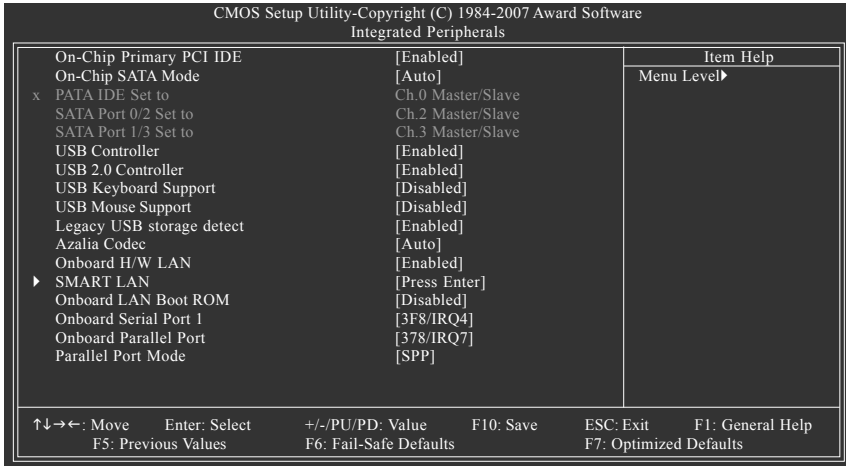 CMOS Setup Utility-Copyright (C) 1984-2007 Award Software
Integrated Peripherals
On-Chip Primary PCI IDE [Enabled] Item Help
On-Chip SATA Mode [Auto] Menu Level▶
x PATA IDE Set to Ch.0 Master/Slave
SATA Port 0/2 Set to Ch.2 Master/Slave
SATA Port 1/3 Set to Ch.3 Master/Slave
USB Controller [Enabled]
USB 2.0 Controller [Enabled]
USB Keyboard Support [Disabled]
USB Mouse Support [Disabled]
Legacy USB storage detect [Enabled]
Azalia Codec [Auto]
Onboard H/W LAN [Enabled]
▶ SMART LAN [Press Enter]
Onboard LAN Boot ROM [Disabled]
Onboard Serial Port 1 [3F8/IRQ4]
Onboard Parallel Port [378/IRQ7]
Parallel Port Mode [SPP]
↑↓→←: Move Enter: Select +/-/PU/PD: Value F10: Save ESC: Exit F1: General Help
F5: Previous Values F6: Fail-Safe Defaults F7: Optimized Defaults